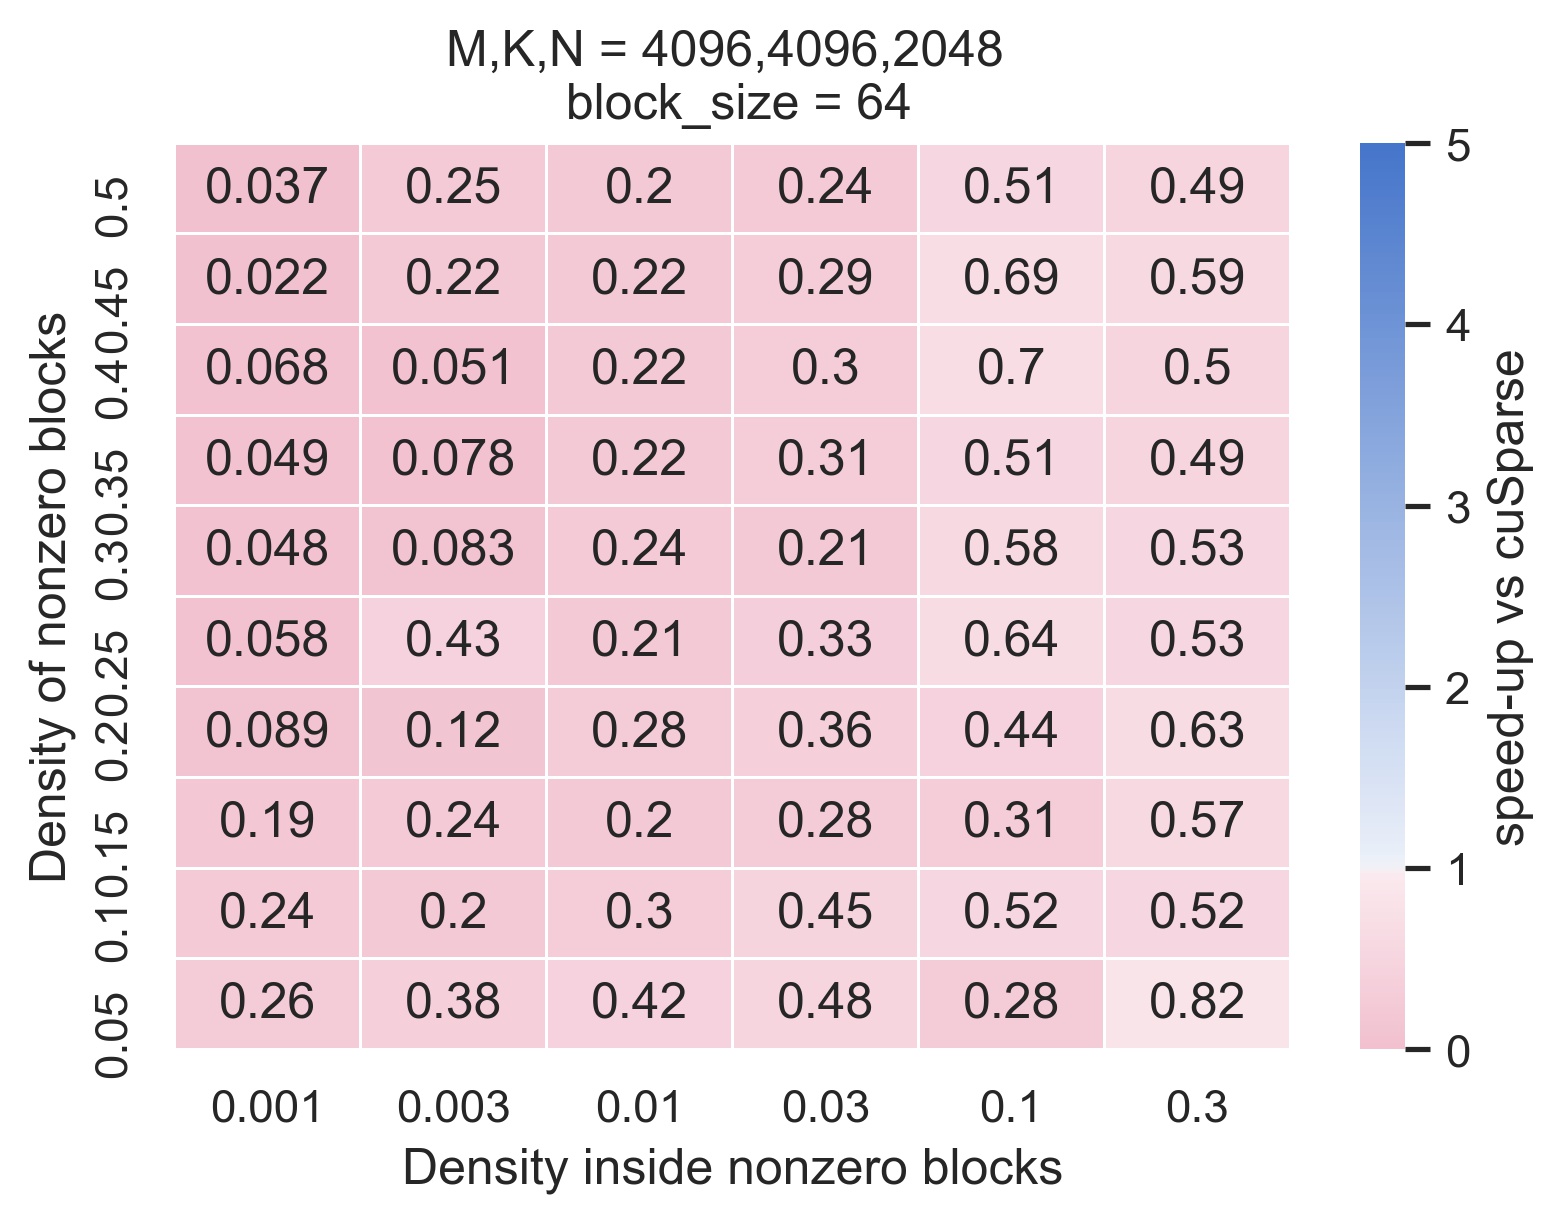 M,K,N = 4096,4096,2048
block_size = 64
Density of nonzero blocks
0.5 0.037 0.25 0.2 0.24 0.51 0.49
0.45 0.022 0.22 0.22 0.29 0.69 0.59
0.4 0.068 0.051 0.22 0.3 0.7 0.5
0.35 0.049 0.078 0.22 0.31 0.51 0.49
0.3 0.048 0.083 0.24 0.21 0.58 0.53
0.25 0.058 0.43 0.21 0.33 0.64 0.53
0.2 0.089 0.12 0.28 0.36 0.44 0.63
0.15 0.19 0.24 0.2 0.28 0.31 0.57
0.1 0.24 0.2 0.3 0.45 0.52 0.52
0.05 0.26 0.38 0.42 0.48 0.28 0.82
0.001 0.003 0.01 0.03 0.1 0.3
Density inside nonzero blocks
5
4
3
2
1
0
speed-up vs cuSparse